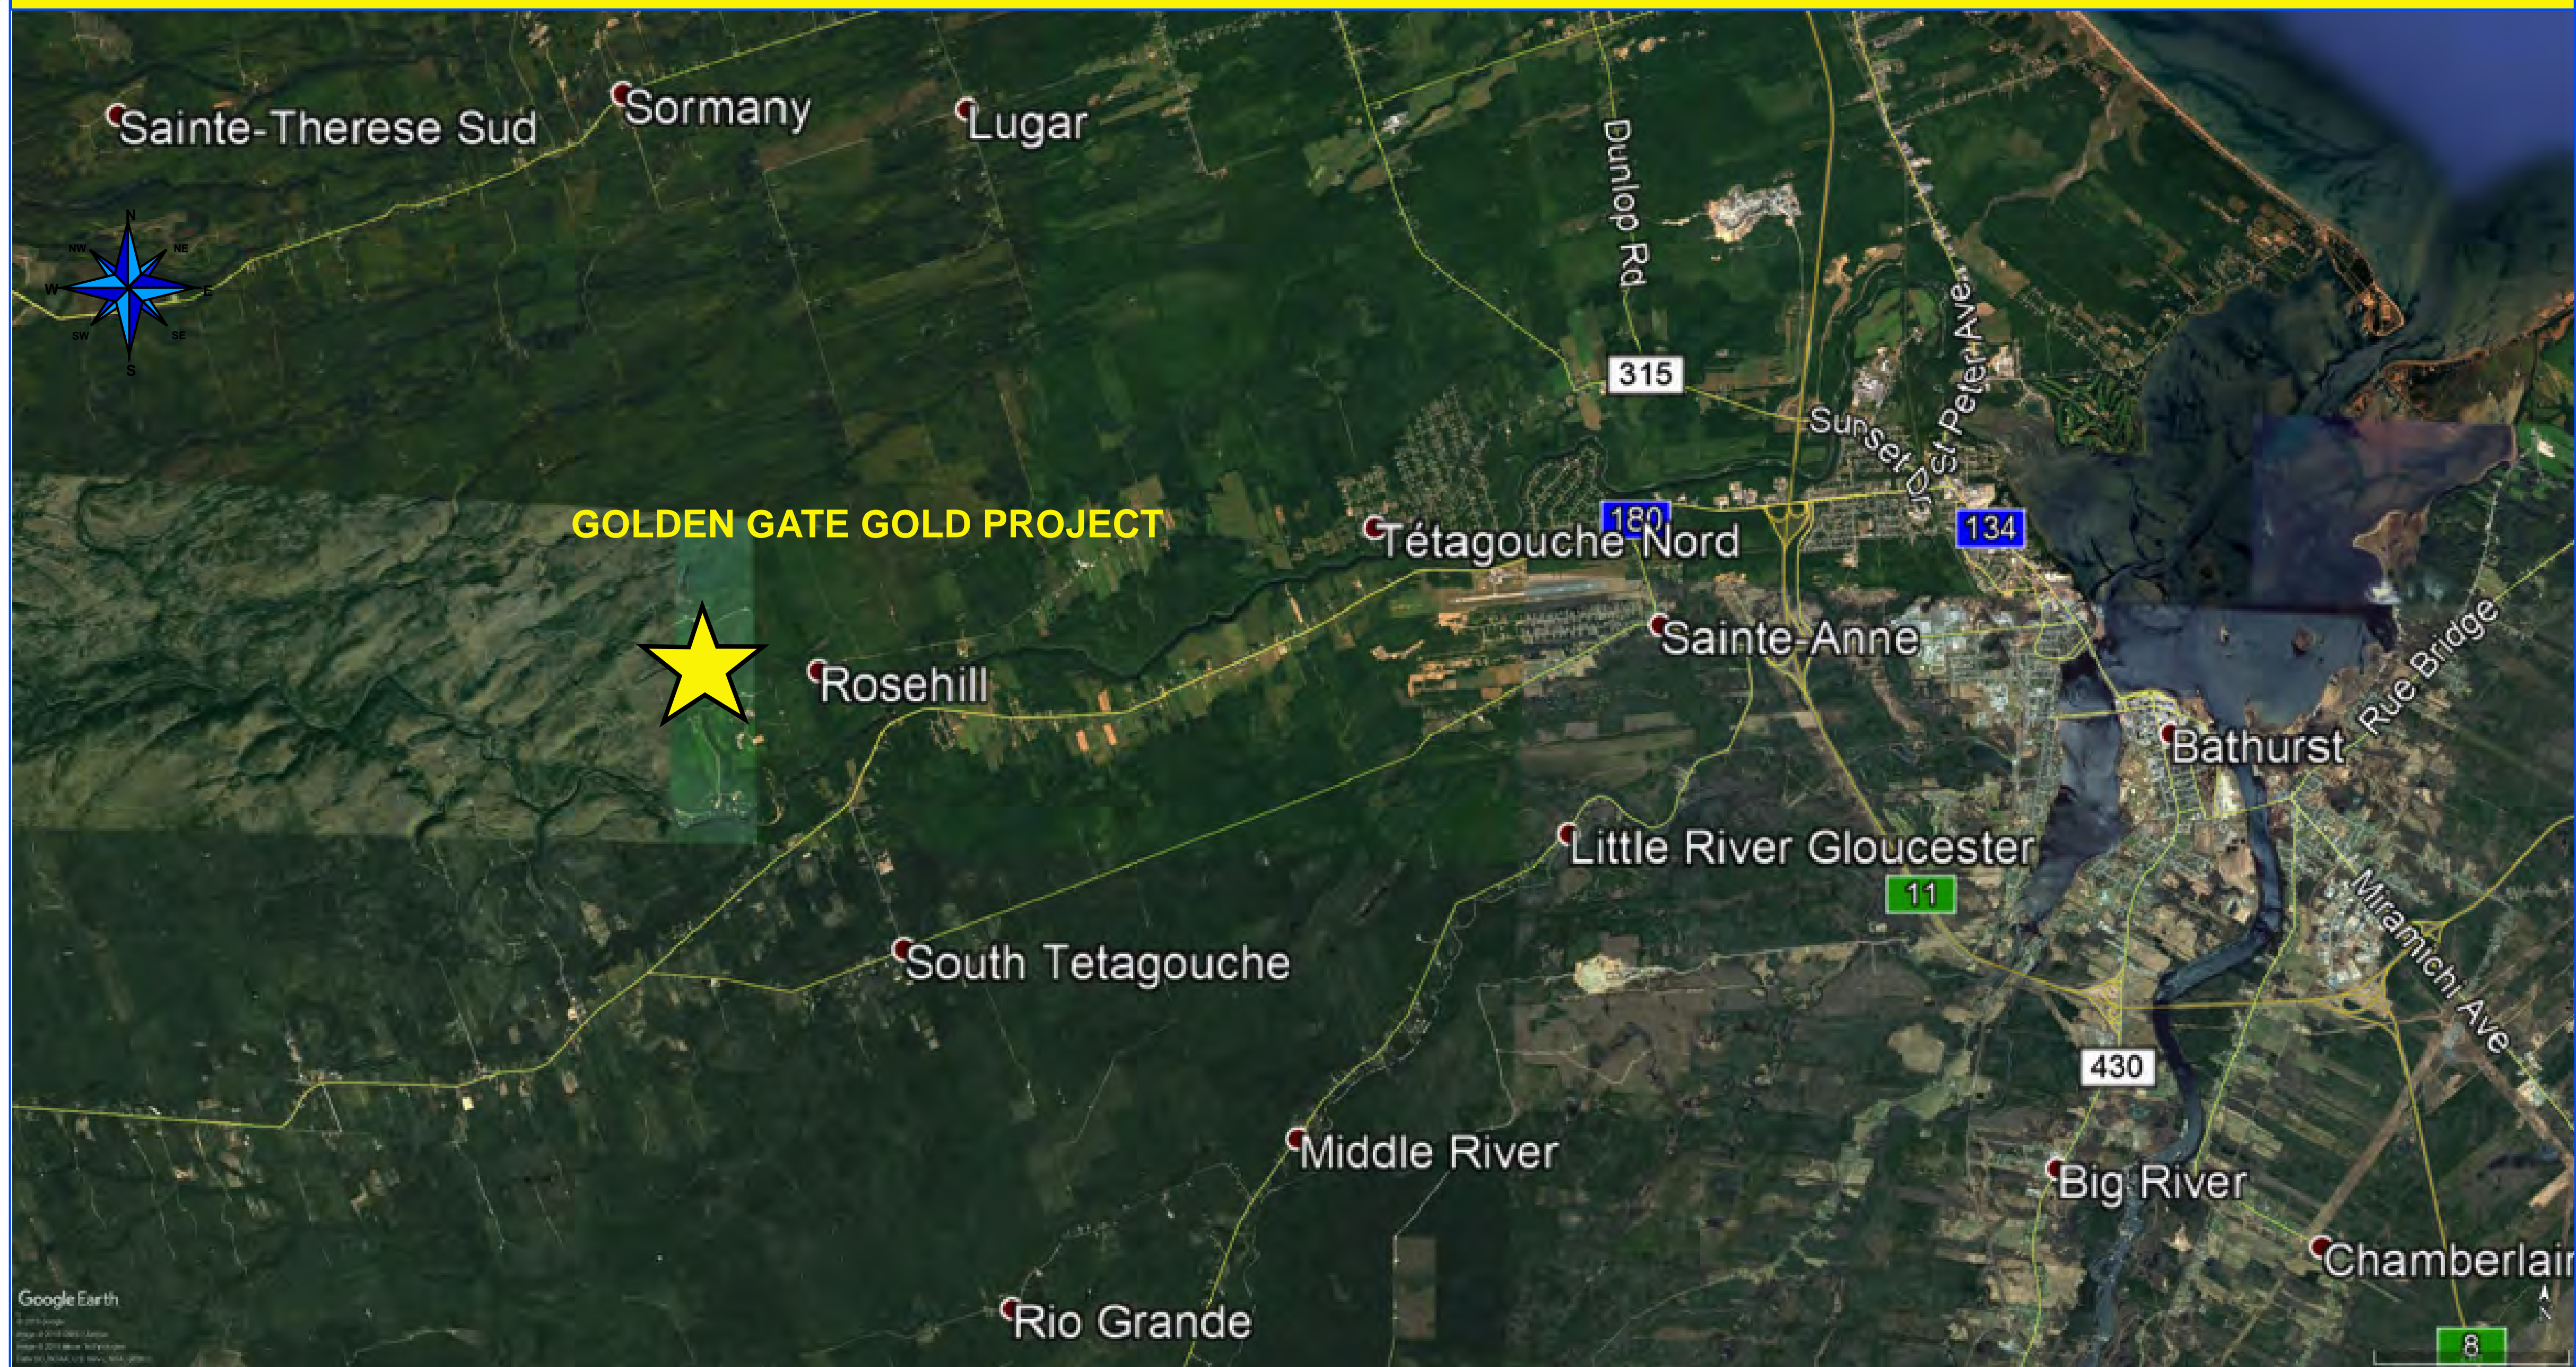 Sainte-Therese Sud
Sormany
Lugar
Dunlop Rd
N
NW
NE
W
E
SW
SE
S
315
St Peter Ave
Sunset Dr
GOLDEN GATE GOLD PROJECT
180
134
Tétagouche Nord
Sainte-Anne
Rosehill
Rue Bridge
Bathurst
Little River Gloucester
11
Miramichi Ave
South Tetagouche
430
Middle River
Big River
Chamberlain
Google Earth
Rio Grande
N
8